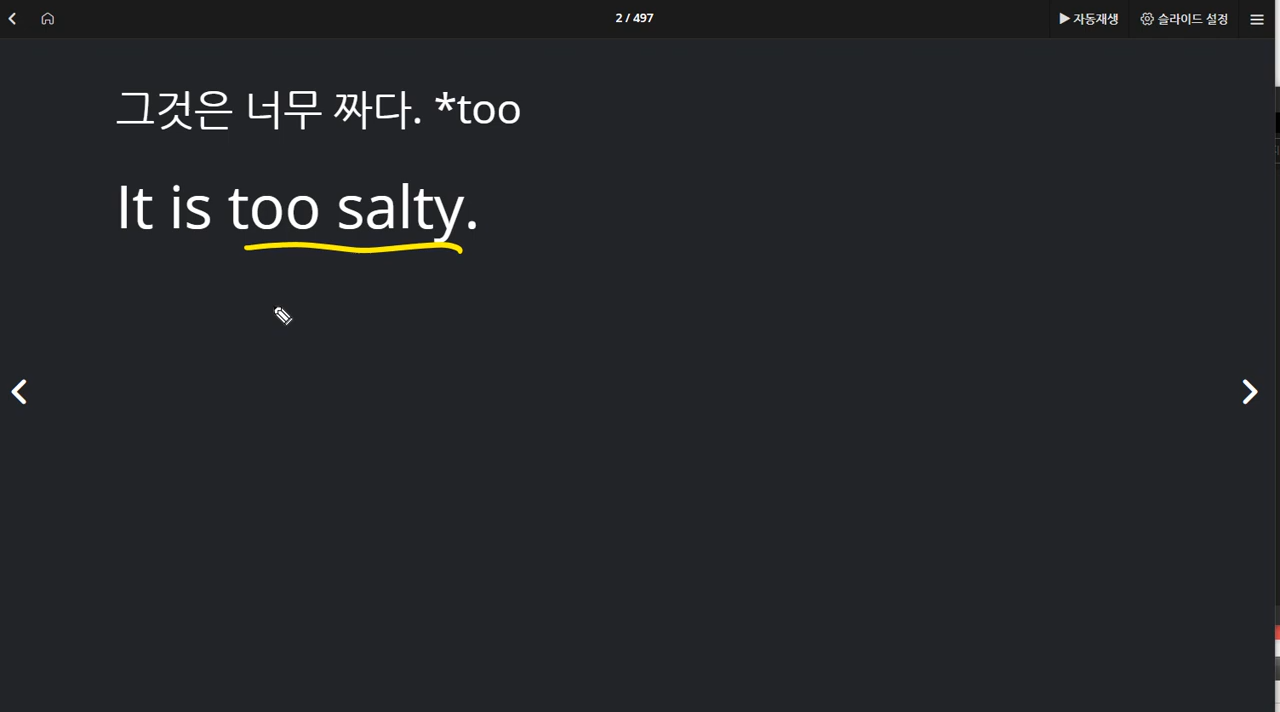 2 / 497
▶ 자동재생
슬라이드 설정
그것은 너무 짜다. *too
It is too salty.